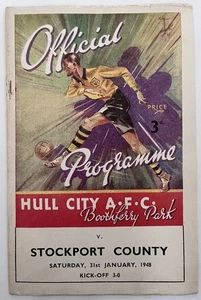 Official
PRICE
3D
Programme
HULL CITY A·F·C·
Boothferry Park
V.
STOCKPORT COUNTY
SATURDAY, 31st JANUARY, 1948
KICK-OFF 3-0